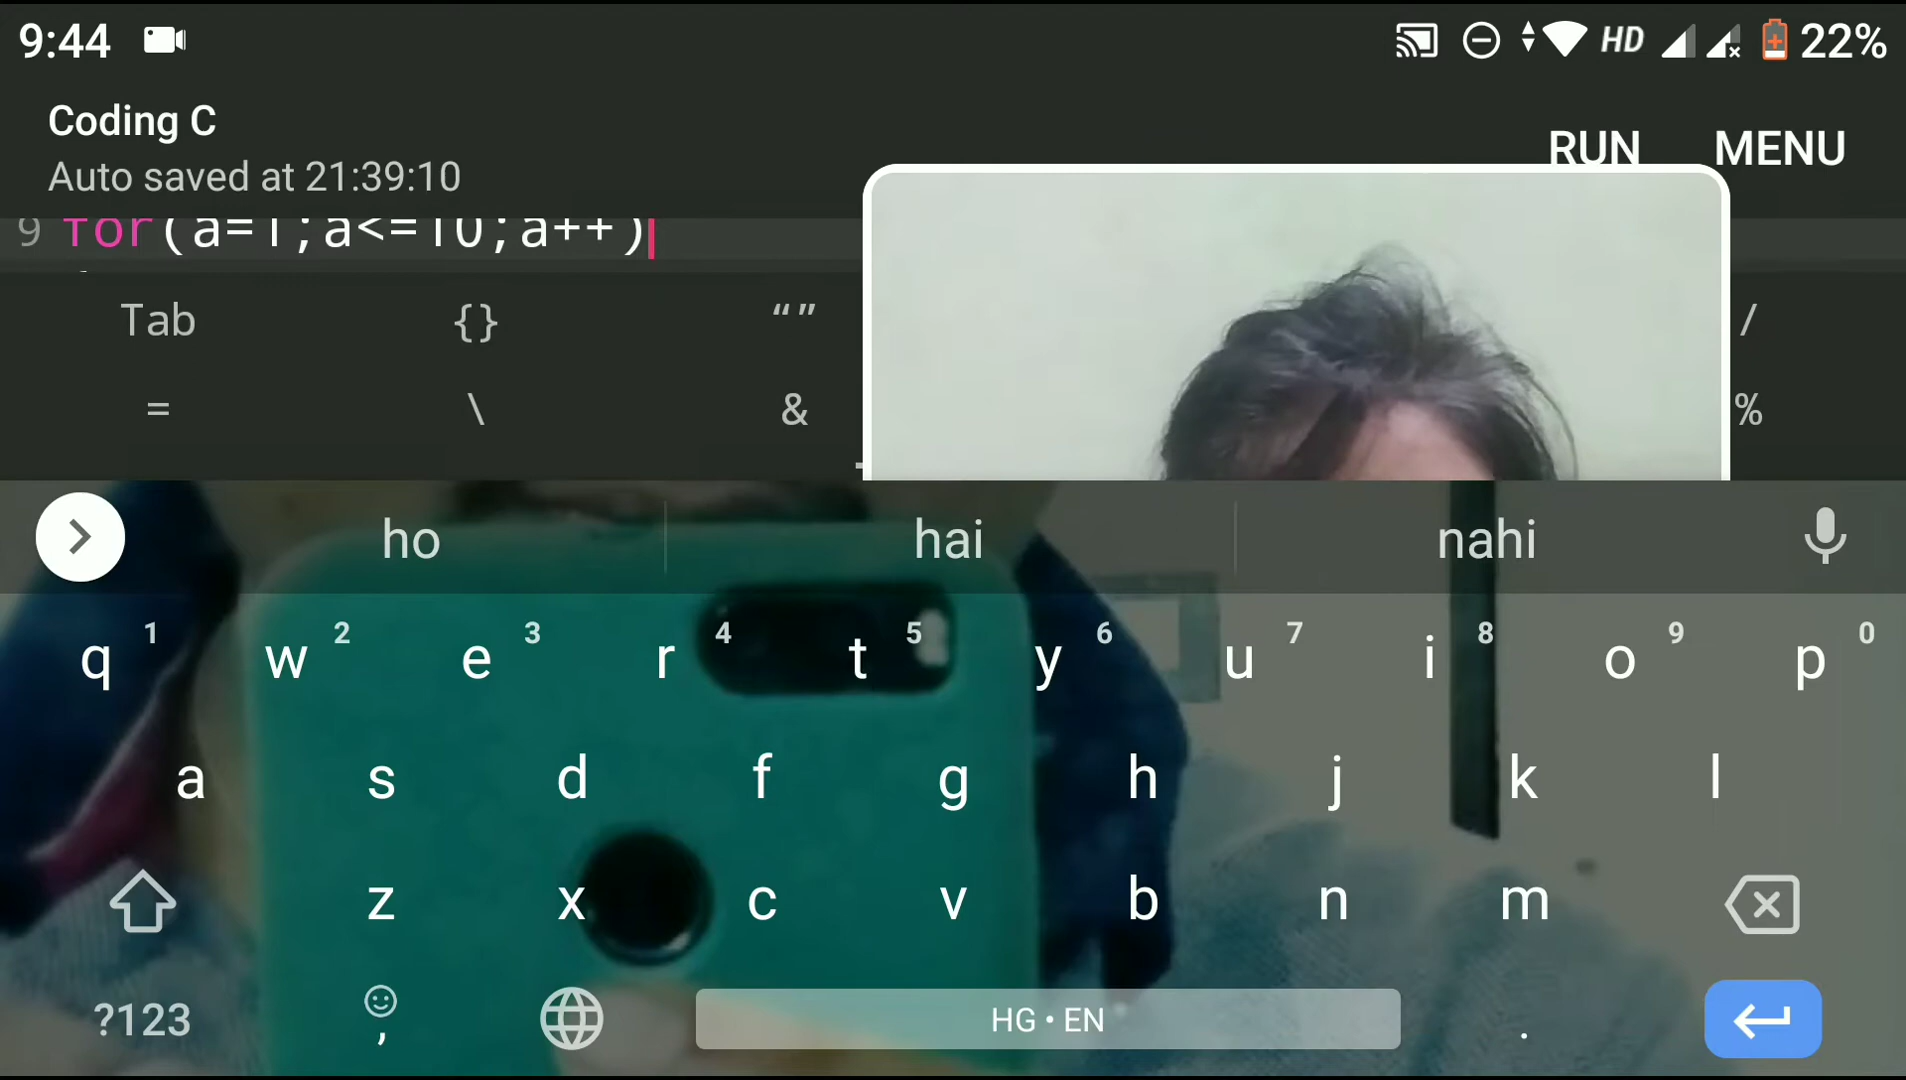 9:44 HD 22%
Coding C
RUN MENU
Auto saved at 21:39:10
9 for(a=1;a<=10;a++)
Tab {} “” /
= \ & %
ho hai nahi
q 1 w 2 e 3 r 4 t 5 y 6 u 7 i 8 o 9 p 0
a s d f g h j k l
z x c v b n m
?123 , HG • EN .